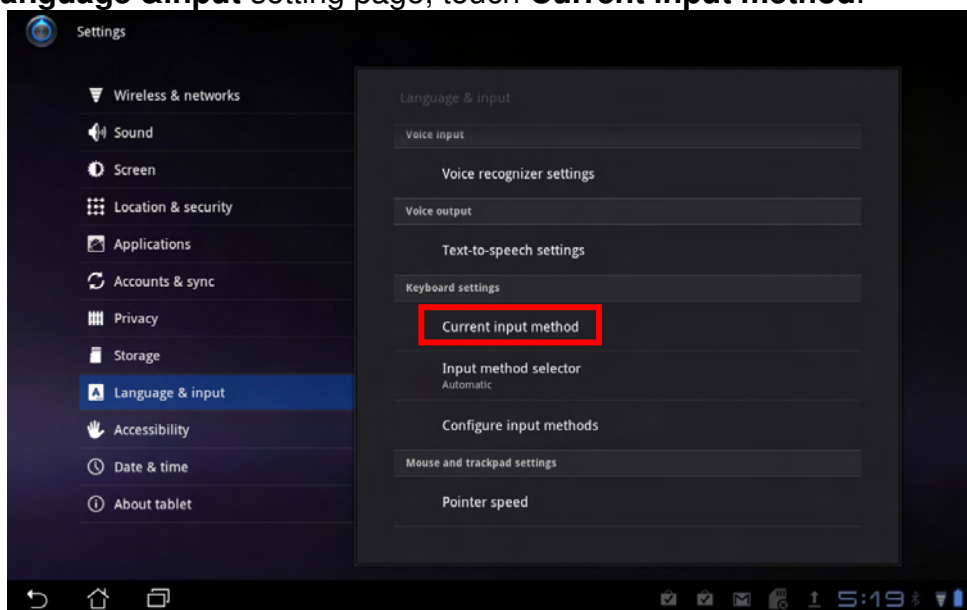 anguage &input setting page, touch Current input method.
Settings
Wireless & networks
Sound
Screen
Location & security
Applications
Accounts & sync
Privacy
Storage
Language & input
Accessibility
Date & time
About tablet
Language & input
Voice input
Voice recognizer settings
Voice output
Text-to-speech settings
Keyboard settings
Current input method
Input method selector
Automatic
Configure input methods
Mouse and trackpad settings
Pointer speed
5:19